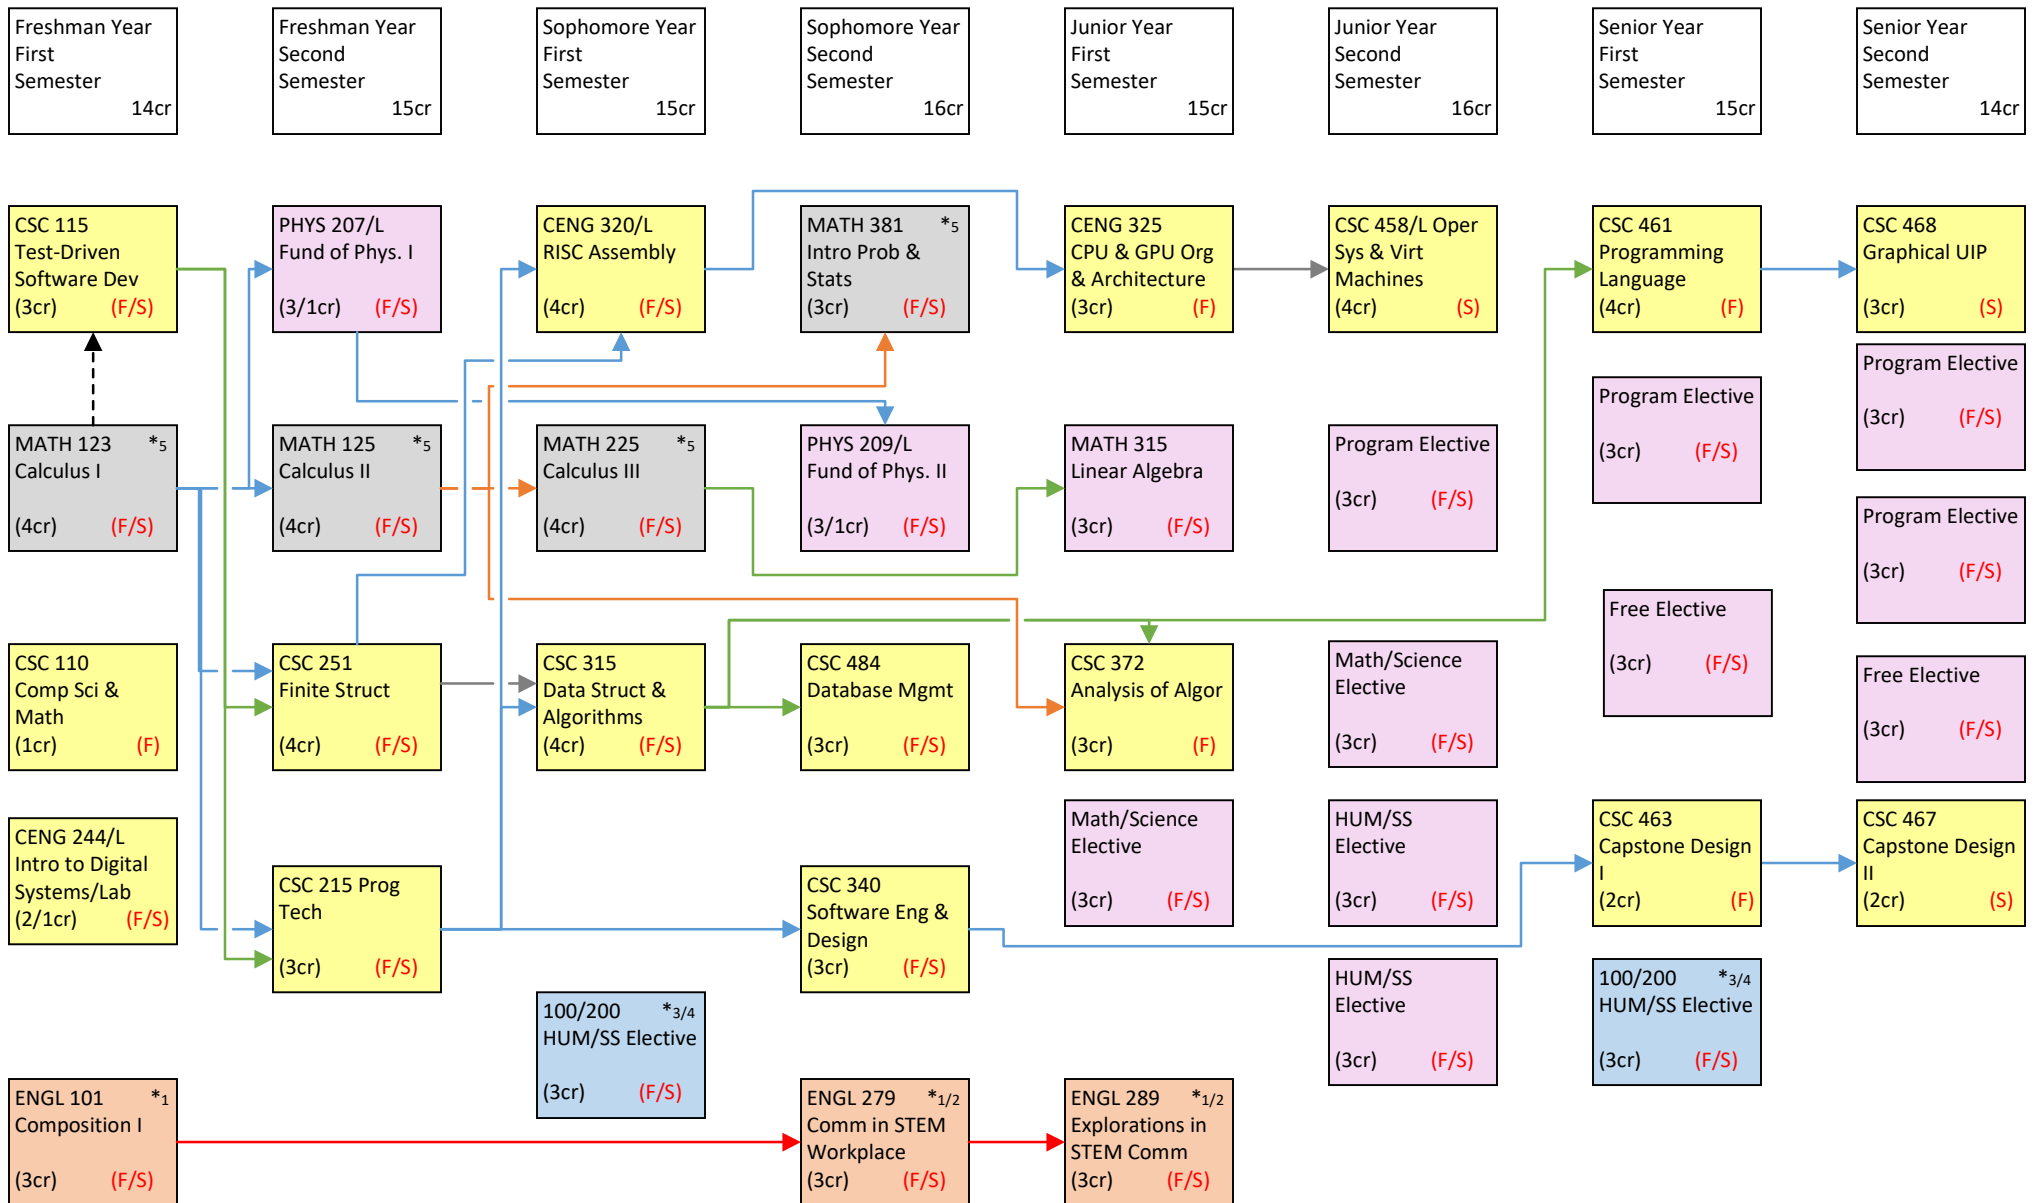 Freshman Year
First
Semester
14cr
Freshman Year
Second
Semester
15cr
Sophomore Year
First
Semester
15cr
Sophomore Year
Second
Semester
16cr
Junior Year
First
Semester
15cr
Junior Year
Second
Semester
16cr
Senior Year
First
Semester
15cr
Senior Year
Second
Semester
14cr
CSC 115
Test-Driven
Software Dev
(3cr) (F/S)
PHYS 207/L
Fund of Phys. I
(3/1cr) (F/S)
CENG 320/L
RISC Assembly
(4cr) (F/S)
MATH 381 *5
Intro Prob &
Stats
(3cr) (F/S)
CENG 325
CPU & GPU Org
& Architecture
(3cr) (F)
CSC 458/L Oper
Sys & Virt
Machines
(4cr) (S)
CSC 461
Programming
Language
(4cr) (F)
CSC 468
Graphical UIP
(3cr) (S)
MATH 123 *5
Calculus I
(4cr) (F/S)
MATH 125 *5
Calculus II
(4cr) (F/S)
MATH 225 *5
Calculus III
(4cr) (F/S)
PHYS 209/L
Fund of Phys. II
(3/1cr) (F/S)
MATH 315
Linear Algebra
(3cr) (F/S)
Program Elective
(3cr) (F/S)
Program Elective
(3cr) (F/S)
Program Elective
(3cr) (F/S)
Program Elective
(3cr) (F/S)
CSC 110
Comp Sci &
Math
(1cr) (F)
CSC 251
Finite Struct
(4cr) (F/S)
CSC 315
Data Struct &
Algorithms
(4cr) (F/S)
CSC 484
Database Mgmt
(3cr) (F/S)
CSC 372
Analysis of Algor
(3cr) (F)
Math/Science
Elective
(3cr) (F/S)
Free Elective
(3cr) (F/S)
Free Elective
(3cr) (F/S)
CENG 244/L
Intro to Digital
Systems/Lab
(2/1cr) (F/S)
CSC 215 Prog
Tech
(3cr) (F/S)
CSC 340
Software Eng &
Design
(3cr) (F/S)
Math/Science
Elective
(3cr) (F/S)
HUM/SS
Elective
(3cr) (F/S)
CSC 463
Capstone Design
I
(2cr) (F)
CSC 467
Capstone Design
II
(2cr) (S)
100/200 *3/4
HUM/SS Elective
(3cr) (F/S)
HUM/SS
Elective
(3cr) (F/S)
100/200 *3/4
HUM/SS Elective
(3cr) (F/S)
ENGL 101 *1
Composition I
(3cr) (F/S)
ENGL 279 *1/2
Comm in STEM
Workplace
(3cr) (F/S)
ENGL 289 *1/2
Explorations in
STEM Comm
(3cr) (F/S)